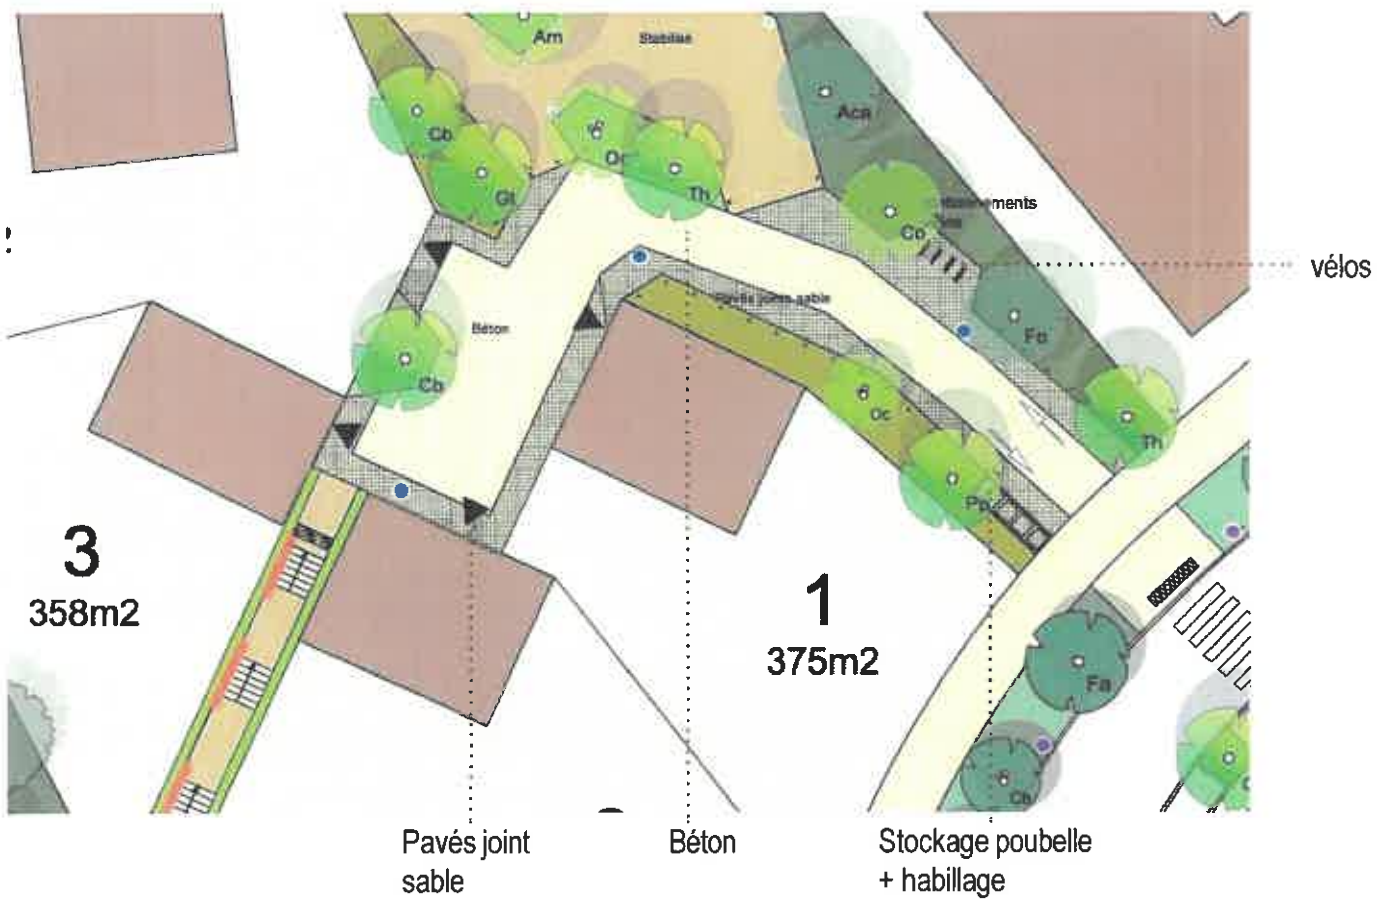 Am
Stabilisé
Cb
Aca
Gt
Th
Co
vélos
Pavés joints sable
Béton
Fo
Cb
Oc
Th
Pp
3
358m2
1
375m2
Fa
Cb
Pavés joint
sable
Béton
Stockage poubelle
+ habillage